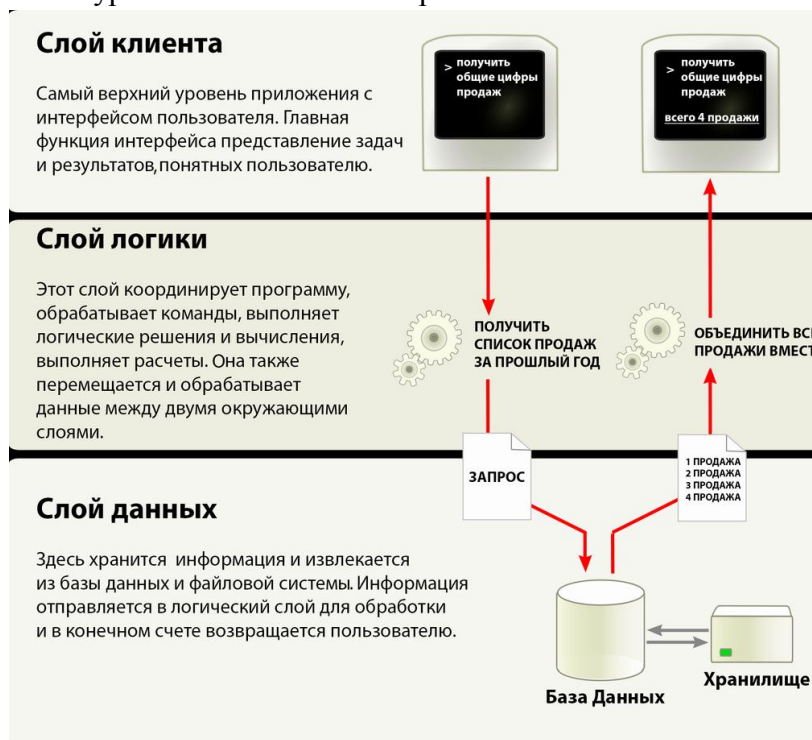 Слой клиента
Самый верхний уровень приложения с
интерфейсом пользователя. Главная
функция интерфейса представление задач
и результатов,понятных пользователю.
> получить
общие цифры
продаж
> получить
общие цифры
продаж
всего 4 продажи
Слой логики
Этот слой координирует программу,
обрабатывает команды, выполняет
логические решения и вычисления,
выполняет расчеты. Она также
перемещается и обрабатывает
данные между двумя окружающими
слоями.
ПОЛУЧИТЬ
СПИСОК ПРОДАЖ
ЗА ПРОШЛЫЙ ГОД
ОБЪЕДИНИТЬ
ПРОДАЖИ
ЗАПРОС
1 ПРОДАЖА
2 ПРОДАЖА
3 ПРОДАЖА
4 ПРОДАЖА
Слой данных
Здесь хранится информация и извлекается
из базы данных и файловой системы. Информация
отправляется в логический слой для обработки
и в конечном счете возвращается пользователю.
База Данных
Хранилище